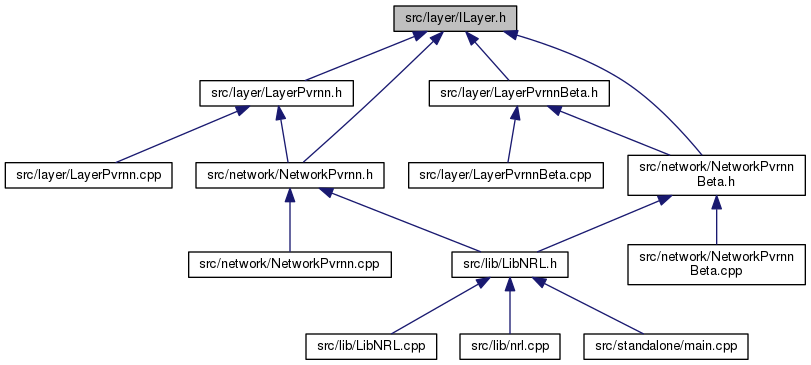 src/layer/ILayer.h
src/layer/LayerPvrnn.h
src/layer/LayerPvrnnBeta.h
src/layer/LayerPvrnn.cpp
src/network/NetworkPvrnn.h
src/layer/LayerPvrnnBeta.cpp
src/network/NetworkPvrnn
Beta.h
src/network/NetworkPvrnn.cpp
src/lib/LibNRL.h
src/network/NetworkPvrnn
Beta.cpp
src/lib/LibNRL.cpp
src/lib/nrl.cpp
src/standalone/main.cpp